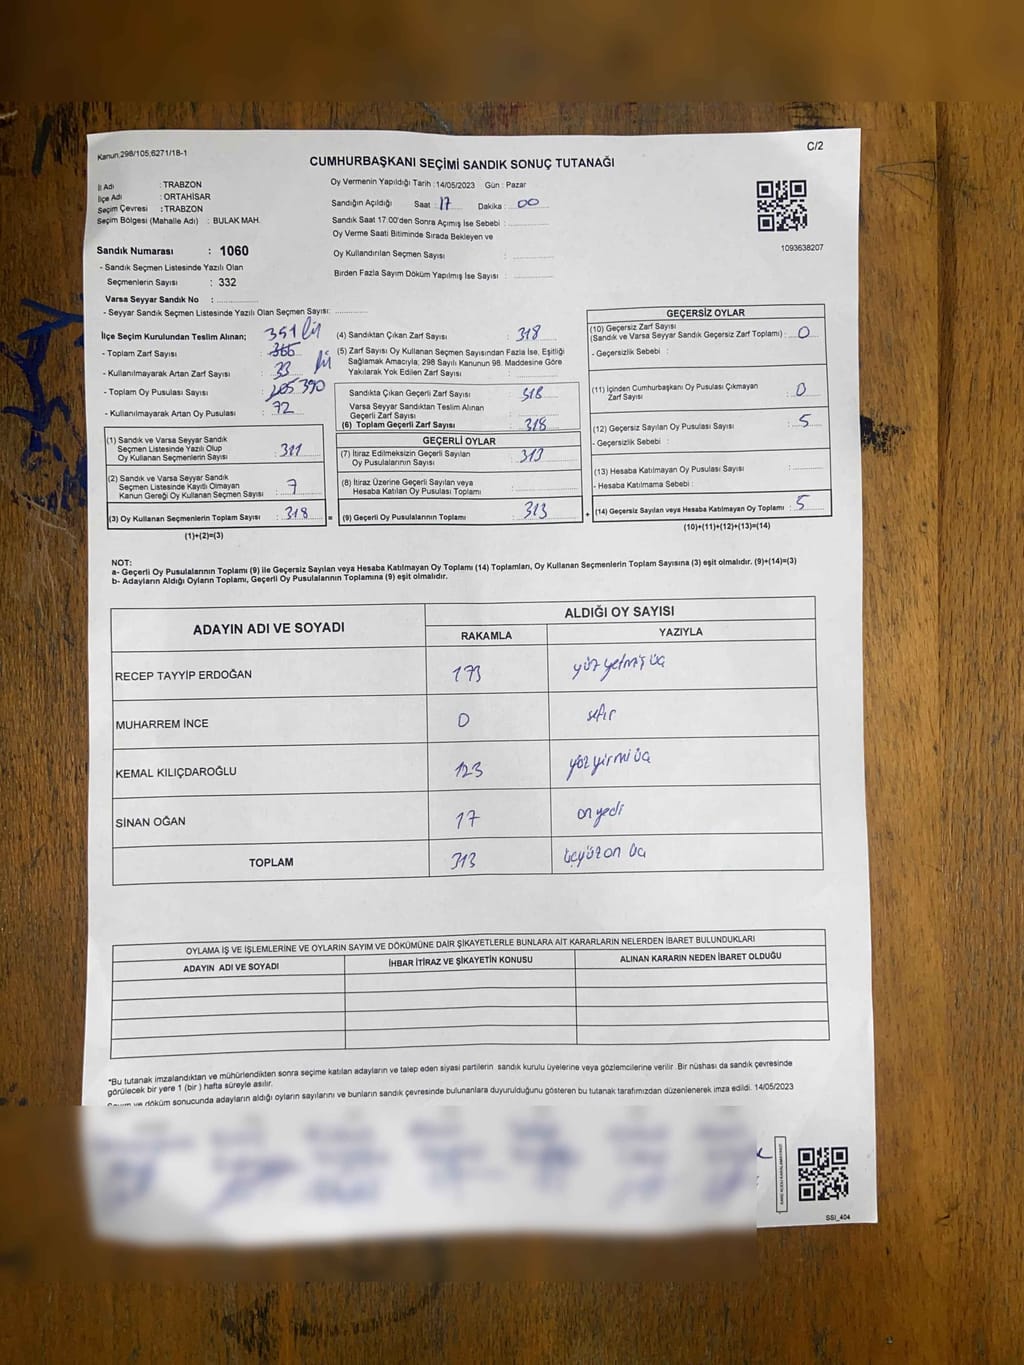 Kanun,298/105,6271/18-1
C/2
CUMHURBAŞKANI SEÇİMİ SANDIK SONUÇ TUTANAĞI
İl Adı : TRABZON
İlçe Adı : ORTAHİSAR
Seçim Çevresi : TRABZON
Seçim Bölgesi (Mahalle Adı) : BULAK MAH.
Sandık Numarası : 1060
- Sandık Seçmen Listesinde Yazılı Olan
Seçmenlerin Sayısı : 332
Varsa Seyyar Sandık No :
- Seyyar Sandık Seçmen Listesinde Yazılı Olan Seçmen Sayısı:
Oy Vermenin Yapıldığı Tarih :14/05/2023 Gün : Pazar
Sandığın Açıldığı Saat : 17 Dakika : 00
Sandık Saat 17:00'den Sonra Açımış İse Sebebi :
Oy Verme Saati Bitiminde Sırada Bekleyen ve
Oy Kullandırılan Seçmen Sayısı :
Birden Fazla Sayım Döküm Yapılmış İse Sayısı :
1093638207
İlçe Seçim Kurulundan Teslim Alınan; 351
- Toplam Zarf Sayısı : 366
- Kullanılmayarak Artan Zarf Sayısı : 33
- Toplam Oy Pusulası Sayısı : 390
- Kullanılmayarak Artan Oy Pusulası : 72
(1) Sandık ve Varsa Seyyar Sandık
Seçmen Listesinde Yazılı Olup
Oy Kullanan Seçmenlerin Sayısı : 311
(2) Sandık ve Varsa Seyyar Sandık
Seçmen Listesinde Kayıtlı Olmayan
Kanun Gereği Oy Kullanan Seçmen Sayısı : 7
(3) Oy Kullanan Seçmenlerin Toplam Sayısı : 318 =
(1)+(2)=(3)
(4) Sandıktan Çıkan Zarf Sayısı : 318
(5) Zarf Sayısı Oy Kullanan Seçmen Sayısından Fazla İse, Eşitliği
Sağlamak Amacıyla; 298 Sayılı Kanunun 98. Maddesine Göre
Yakılarak Yok Edilen Zarf Sayısı :
Sandıkta Çıkan Geçerli Zarf Sayısı : 318
Varsa Seyyar Sandıktan Teslim Alınan
Geçerli Zarf Sayısı :
(6) Toplam Geçerli Zarf Sayısı : 318
GEÇERLİ OYLAR
(7) İtiraz Edilmeksizin Geçerli Sayılan
Oy Pusulalarının Sayısı : 313
(8) İtiraz Üzerine Geçerli Sayılan veya
Hesaba Katılan Oy Pusulası Toplamı :
(9) Geçerli Oy Pusulalarının Toplamı : 313 +
GEÇERSİZ OYLAR
(10) Geçersiz Zarf Sayısı
(Sandık ve Varsa Seyyar Sandık Geçersiz Zarf Toplamı) : 0
- Geçersizlik Sebebi :
(11) İçinden Cumhurbaşkanı Oy Pusulası Çıkmayan
Zarf Sayısı : 0
(12) Geçersiz Sayılan Oy Pusulası Sayısı : 5
- Geçersizlik Sebebi :
(13) Hesaba Katılmayan Oy Pusulası Sayısı :
- Hesaba Katılmama Sebebi :
(14) Geçersiz Sayılan veya Hesaba Katılmayan Oy Toplamı : 5
(10)+(11)+(12)+(13)=(14)
NOT:
a- Geçerli Oy Pusulalarının Toplamı (9) ile Geçersiz Sayılan veya Hesaba Katılmayan Oy Toplamı (14) Toplamları, Oy Kullanan Seçmenlerin Toplam Sayısına (3) eşit olmalıdır. (9)+(14)=(3)
b- Adayların Aldığı Oyların Toplamı, Geçerli Oy Pusulalarının Toplamına (9) eşit olmalıdır.
ADAYIN ADI VE SOYADI
ALDIĞI OY SAYISI
RAKAMLA YAZIYLA
RECEP TAYYİP ERDOĞAN 173 yüz yetmiş üç
MUHARREM İNCE 0 sıfır
KEMAL KILIÇDAROĞLU 123 yüz yirmi üç
SİNAN OĞAN 17 on yedi
TOPLAM 313 üçyüz on üç
OYLAMA İŞ VE İŞLEMLERİNE VE OYLARIN SAYIM VE DÖKÜMÜNE DAİR ŞİKAYETLERLE BUNLARA AİT KARARLARIN NELERDEN İBARET BULUNDUKLARI
ADAYIN ADI VE SOYADI İHBAR İTİRAZ VE ŞİKAYETİN KONUSU ALINAN KARARIN NEDEN İBARET OLDUĞU
*Bu tutanak imzalandıktan ve mühürlendikten sonra seçime katılan adayların ve talep eden siyasi partilerin sandık kurulu üyelerine veya gözlemcilerine verilir .Bir nüshası da sandık çevresinde
görülecek bir yere 1 (bir ) hafta süreyle asılır.
ve döküm sonucunda adayların aldığı oyların sayılarını ve bunların sandık çevresinde bulunanlara duyurulduğunu gösteren bu tutanak tarafımızdan düzenlenerek imza edildi. 14/05/2023
SSI_404